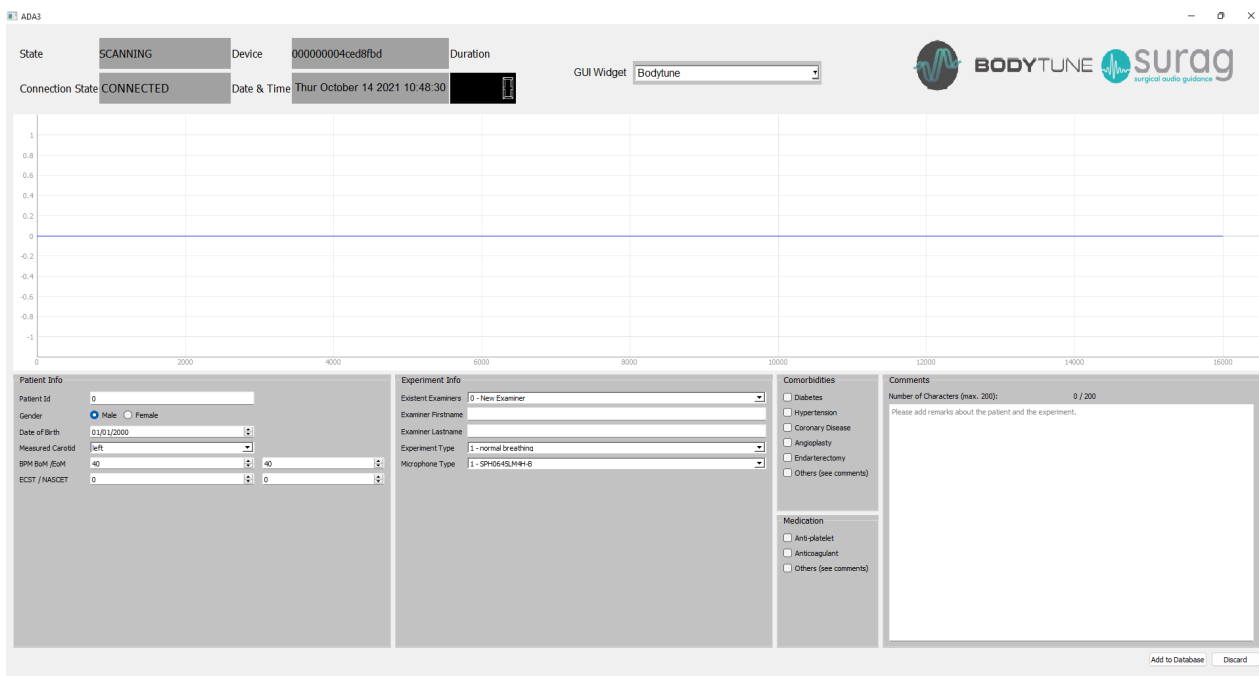 ADA3
State SCANNING Device 000000004ced8fbd Duration
GUI Widget Bodytune
BODYTUNE surag
surgical audio guidance
Connection State CONNECTED Date & Time Thur October 14 2021 10:48:30
1
0.8
0.6
0.4
0.2
0
-0.2
-0.4
-0.6
-0.8
-1
0 2000 4000 6000 8000 10000 12000 14000 16000
Patient Info
Patient Id 0
Gender Male Female
Date of Birth 01/01/2000
Measured Carotid left
BPM BoM /EoM 40 40
ECST / NASCET 0 0
Experiment Info
Existent Examiners 0 - New Examiner
Examiner Firstname
Examiner Lastname
Experiment Type 1 - normal breathing
Microphone Type 1 - SPH0645LM4H-B
Comorbidities
Diabetes
Hypertension
Coronary Disease
Angioplasty
Endarterectomy
Others (see comments)
Medication
Anti-platelet
Anticoagulant
Others (see comments)
Comments
Number of Characters (max. 200): 0 / 200
Please add remarks about the patient and the experiment.
Add to Database Discard